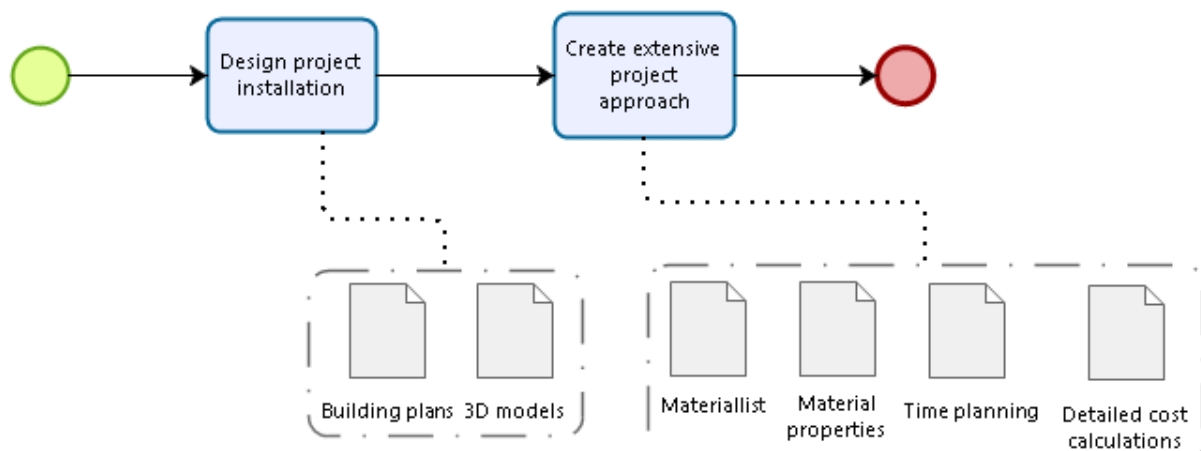 Design project
installation
Create extensive
project
approach
Building plans
3D models
Materiallist
Material
properties
Time planning
Detailed cost
calculations